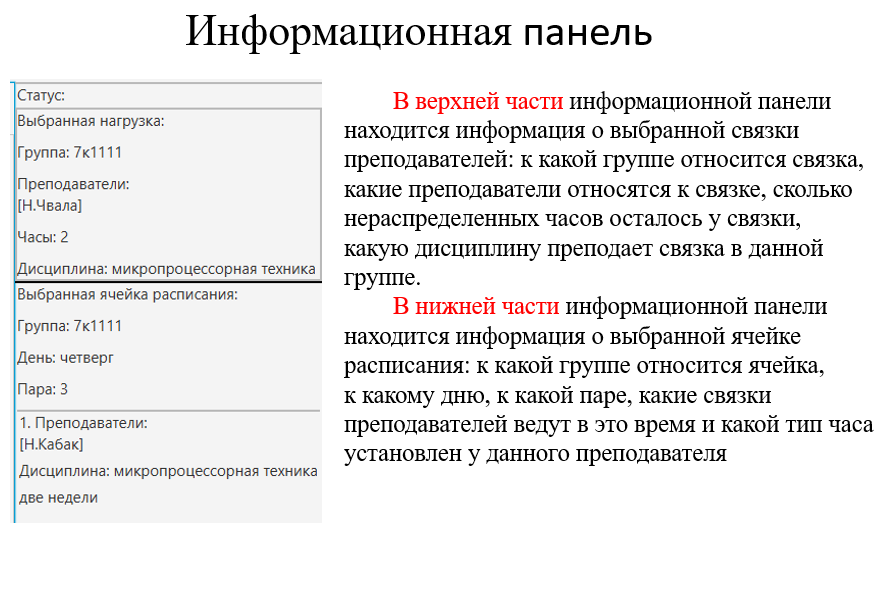 Информационная панель
Статус:
Выбранная нагрузка:
Группа: 7к1111
Преподаватели:
[Н.Чвала]
Часы: 2
Дисциплина: микропроцессорная техника
Выбранная ячейка расписания:
Группа: 7к1111
День: четверг
Пара: 3
1. Преподаватели:
[Н.Кабак]
Дисциплина: микропроцессорная техника
две недели
В верхней части информационной панели
находится информация о выбранной связки
преподавателей: к какой группе относится связка,
какие преподаватели относятся к связке, сколько
нераспределенных часов осталось у связки,
какую дисциплину преподает связка в данной
группе.
В нижней части информационной панели
находится информация о выбранной ячейке
расписания: к какой группе относится ячейка,
к какому дню, к какой паре, какие связки
преподавателей ведут в это время и какой тип часа
установлен у данного преподавателя